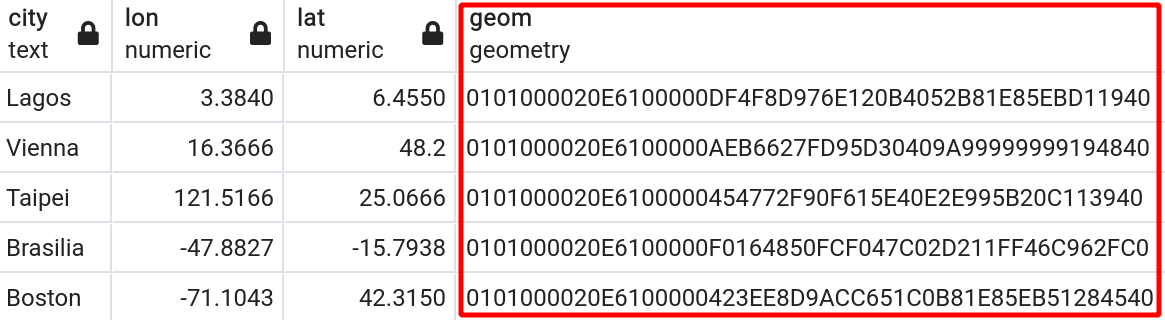 city lon lat geom
text numeric numeric geometry
Lagos 3.3840 6.4550 0101000020E6100000DF4F8D976E120B4052B81E85EBD11940
Vienna 16.3666 48.2 0101000020E6100000AEB6627FD95D30409A99999999194840
Taipei 121.5166 25.0666 0101000020E6100000454772F90F615E40E2E995B20C113940
Brasilia -47.8827 -15.7938 0101000020E6100000F0164850FCF047C02D211FF46C962FC0
Boston -71.1043 42.3150 0101000020E6100000423EE8D9ACC651C0B81E85EB51284540